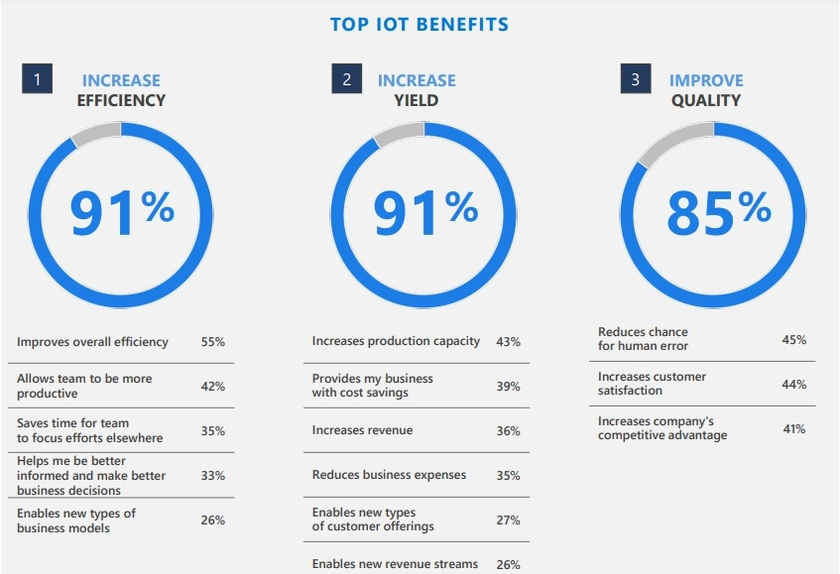 TOP IOT BENEFITS
1
INCREASE
EFFICIENCY
91%
Improves overall efficiency 55%
Allows team to be more
productive 42%
Saves time for team
to focus efforts elsewhere 35%
Helps me be better
informed and make better
business decisions 33%
Enables new types of
business models 26%
2
INCREASE
YIELD
91%
Increases production capacity 43%
Provides my business
with cost savings 39%
Increases revenue 36%
Reduces business expenses 35%
Enables new types
of customer offerings 27%
Enables new revenue streams 26%
3
IMPROVE
QUALITY
85%
Reduces chance
for human error 45%
Increases customer
satisfaction 44%
Increases company's
competitive advantage 41%